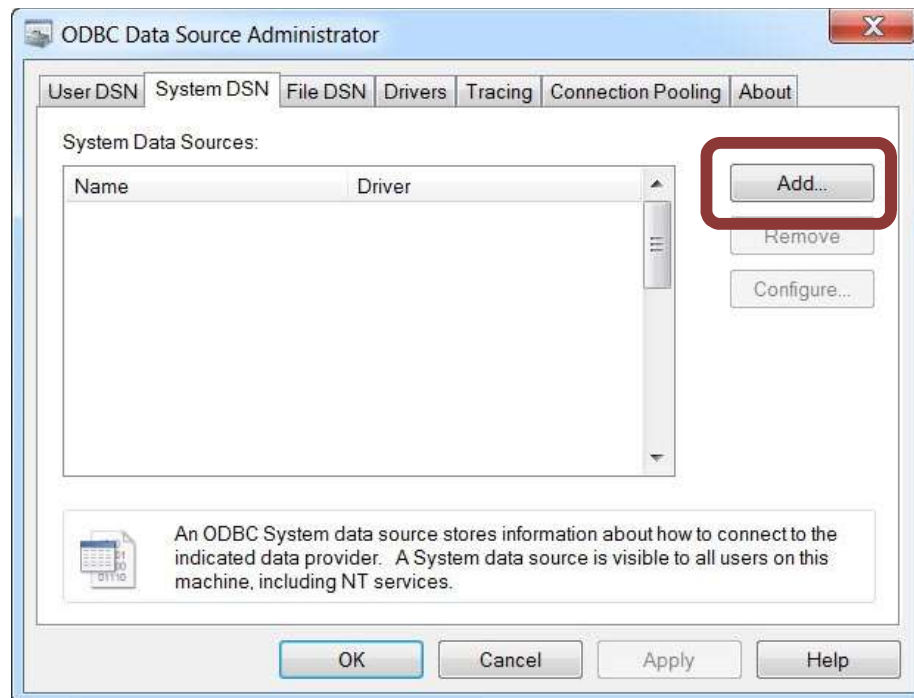 ODBC Data Source Administrator
X
User DSN System DSN File DSN Drivers Tracing Connection Pooling About
System Data Sources:
Name Driver
Add...
Remove
Configure...
An ODBC System data source stores information about how to connect to the
indicated data provider. A System data source is visible to all users on this
machine, including NT services.
OK Cancel Apply Help